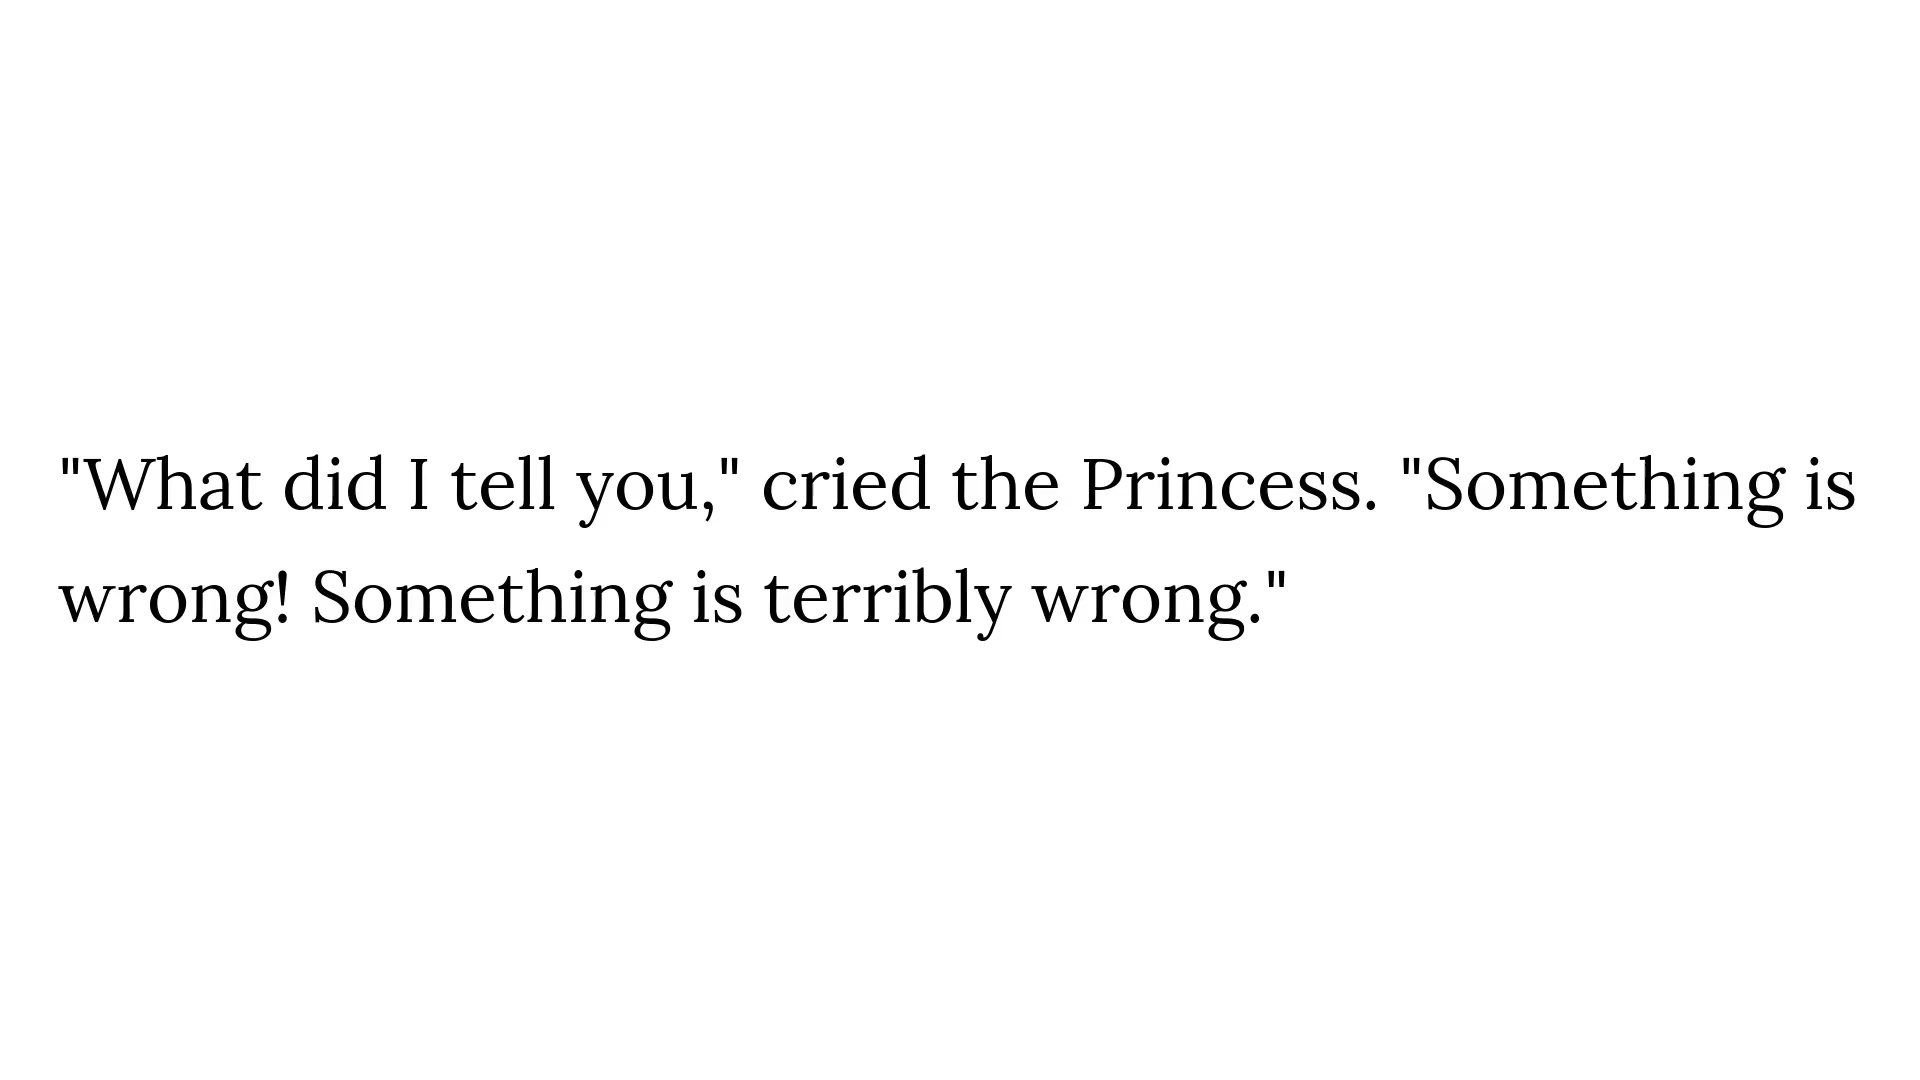 "What did I tell you," cried the Princess. "Something is
wrong! Something is terribly wrong."